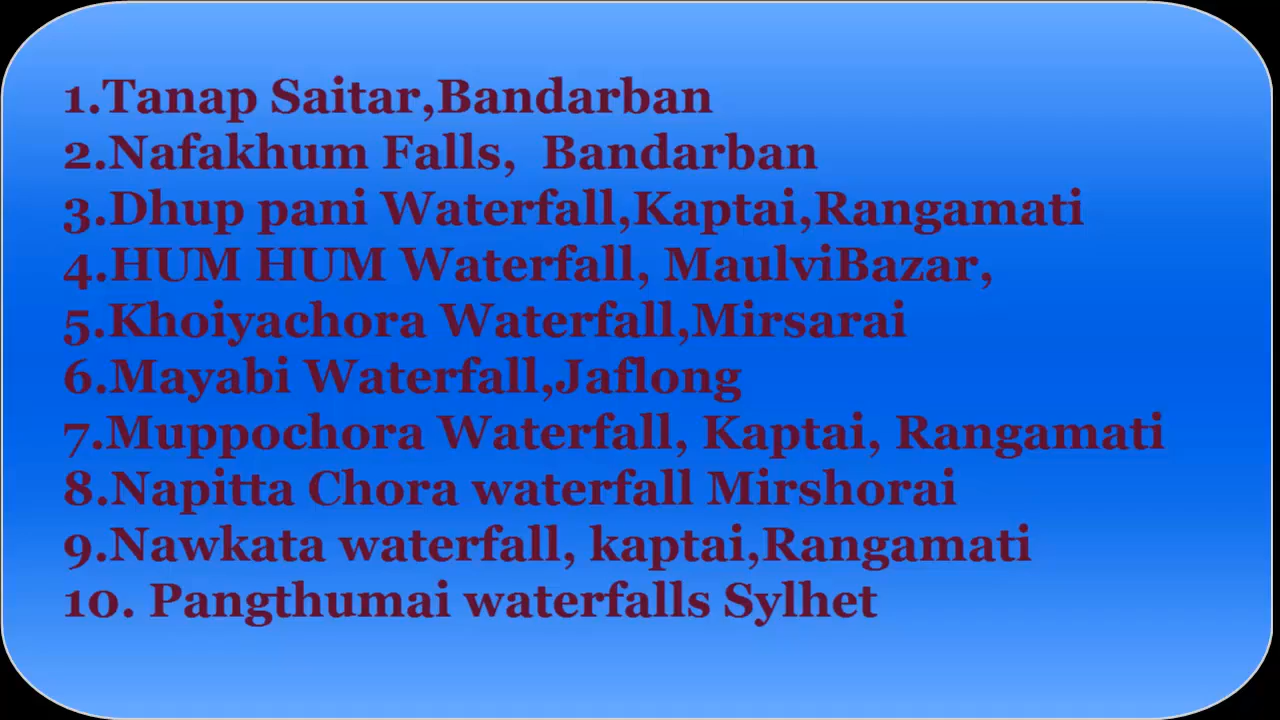 1.Tanap Saitar,Bandarban
2.Nafakhum Falls,  Bandarban
3.Dhup pani Waterfall,Kaptai,Rangamati
4.HUM HUM Waterfall, MaulviBazar,
5.Khoiyachora Waterfall,Mirsarai
6.Mayabi Waterfall,Jaflong
7.Muppochora Waterfall, Kaptai, Rangamati
8.Napitta Chora waterfall Mirshorai
9.Nawkata waterfall, kaptai,Rangamati
10. Pangthumai waterfalls Sylhet